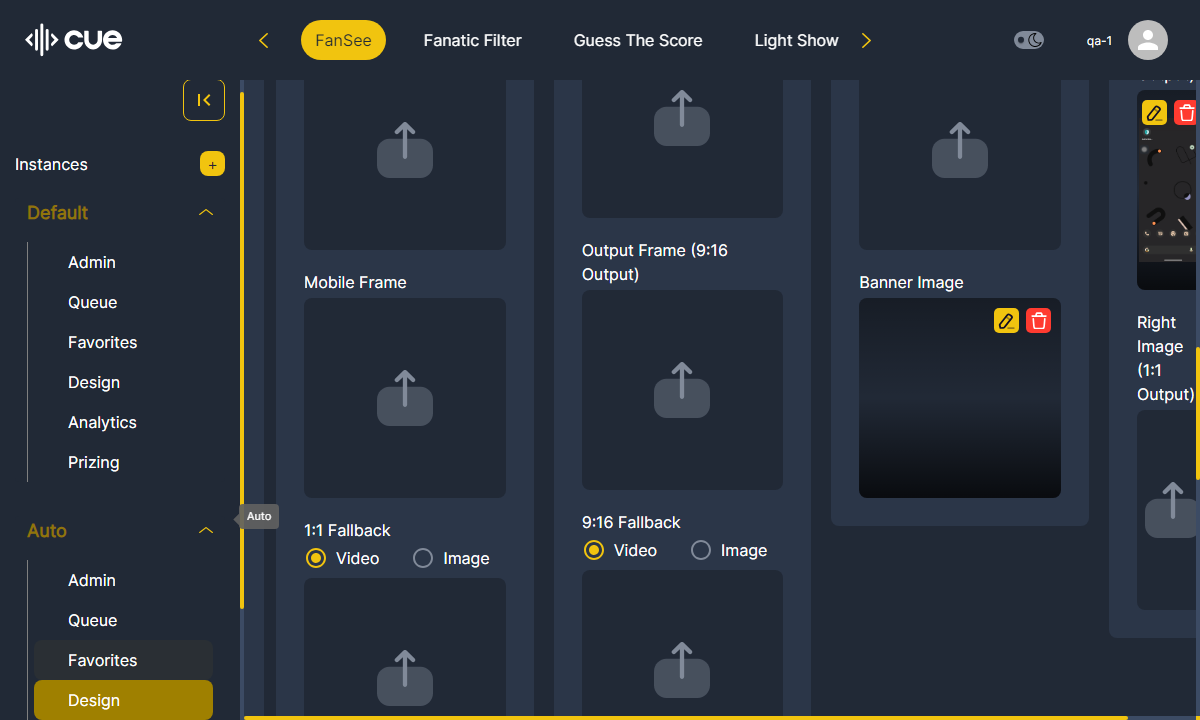 cue
FanSee
Fanatic Filter
Guess The Score
Light Show
qa-1
Instances
+
Default
Admin
Queue
Favorites
Design
Analytics
Prizing
Auto
Auto
Admin
Queue
Favorites
Design
Mobile Frame
1:1 Fallback
Video
Image
Output Frame (9:16
Output)
9:16 Fallback
Video
Image
Banner Image
Right
Image
(1:1
Output)